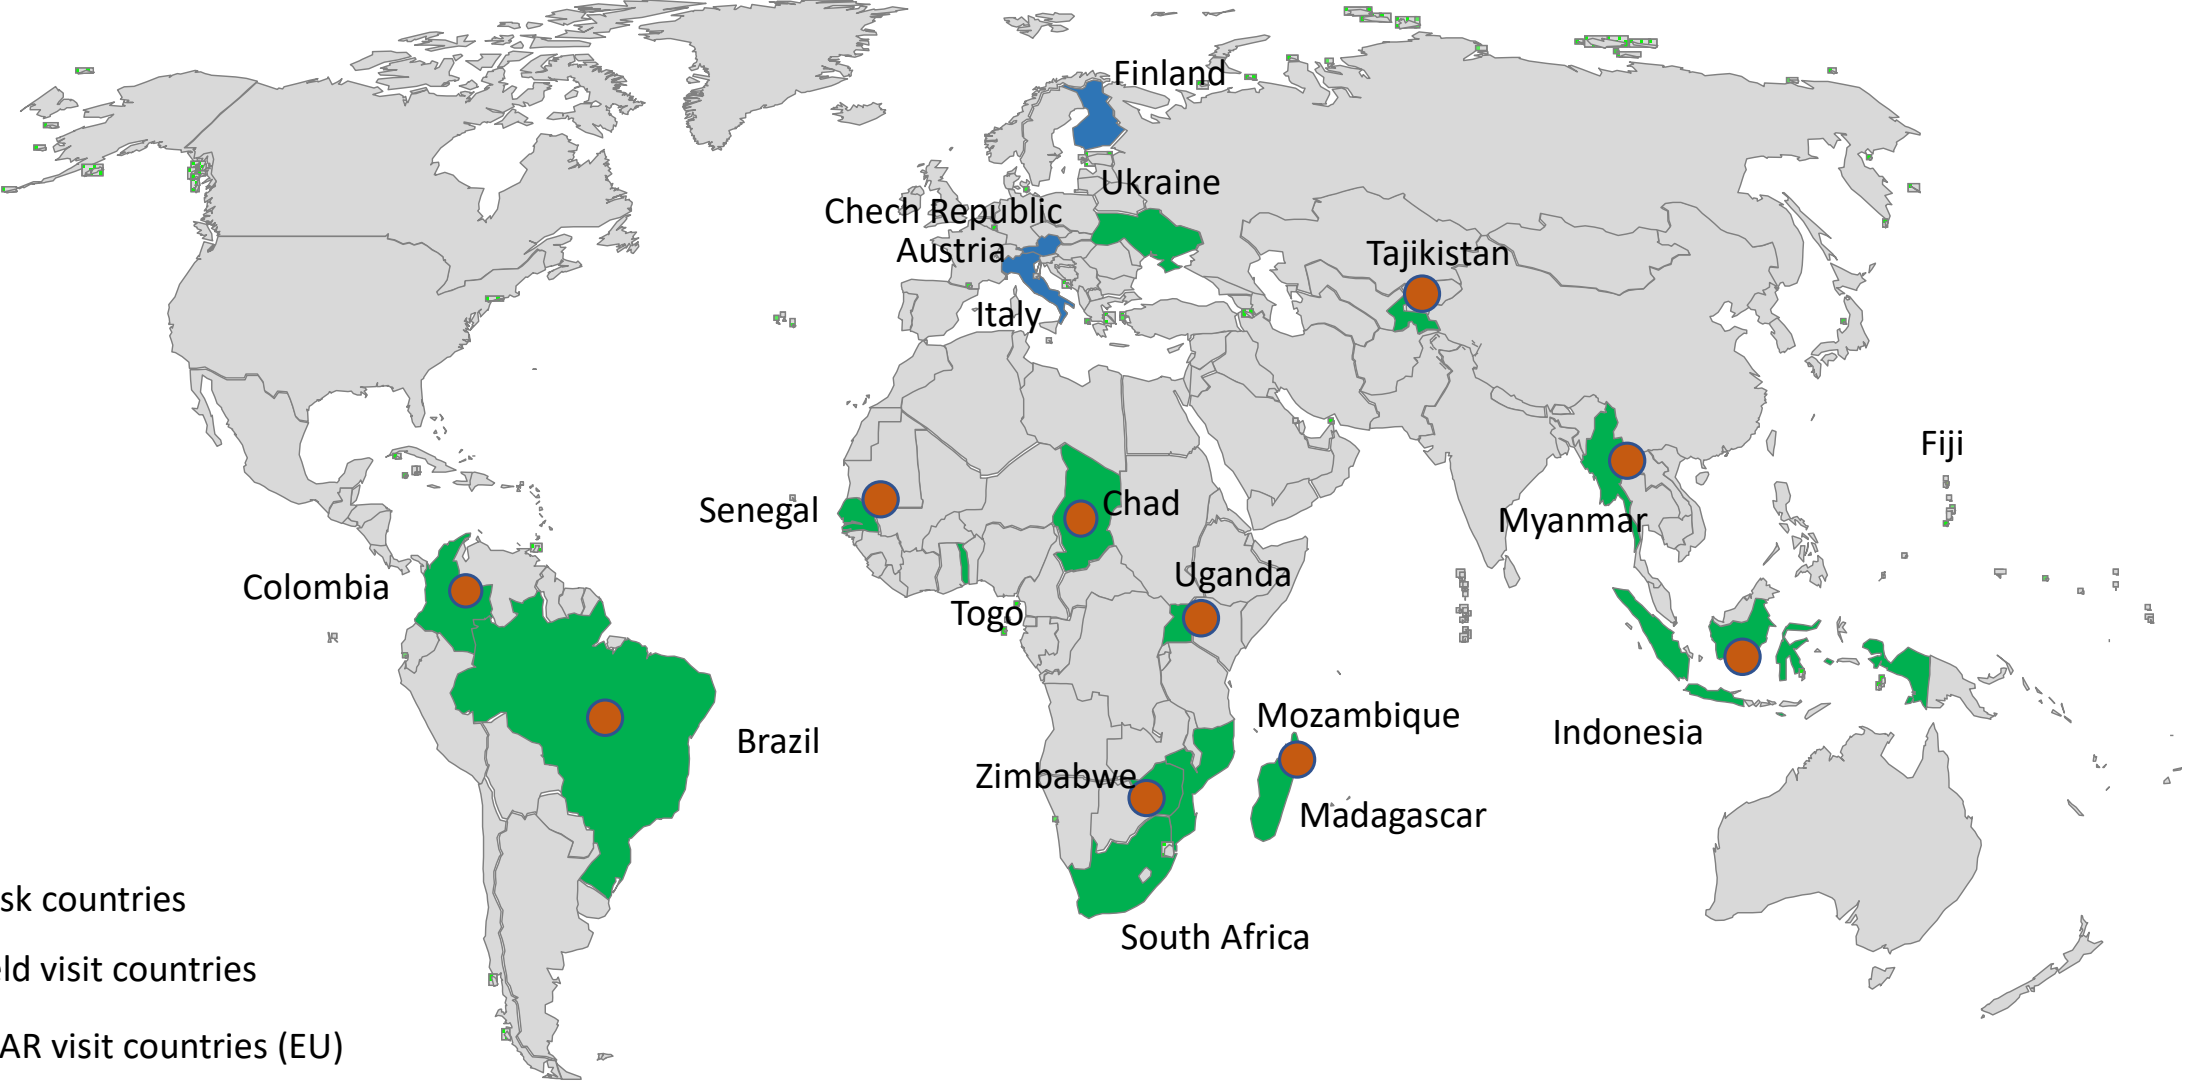 Finland
Ukraine
Chech Republic
Austria
Tajikistan
Italy
Fiji
Senegal
Chad
Myanmar
Colombia
Uganda
Togo
Mozambique
Brazil
Indonesia
Zimbabwe
Madagascar
sk countries
South Africa
eld visit countries
AR visit countries (EU)